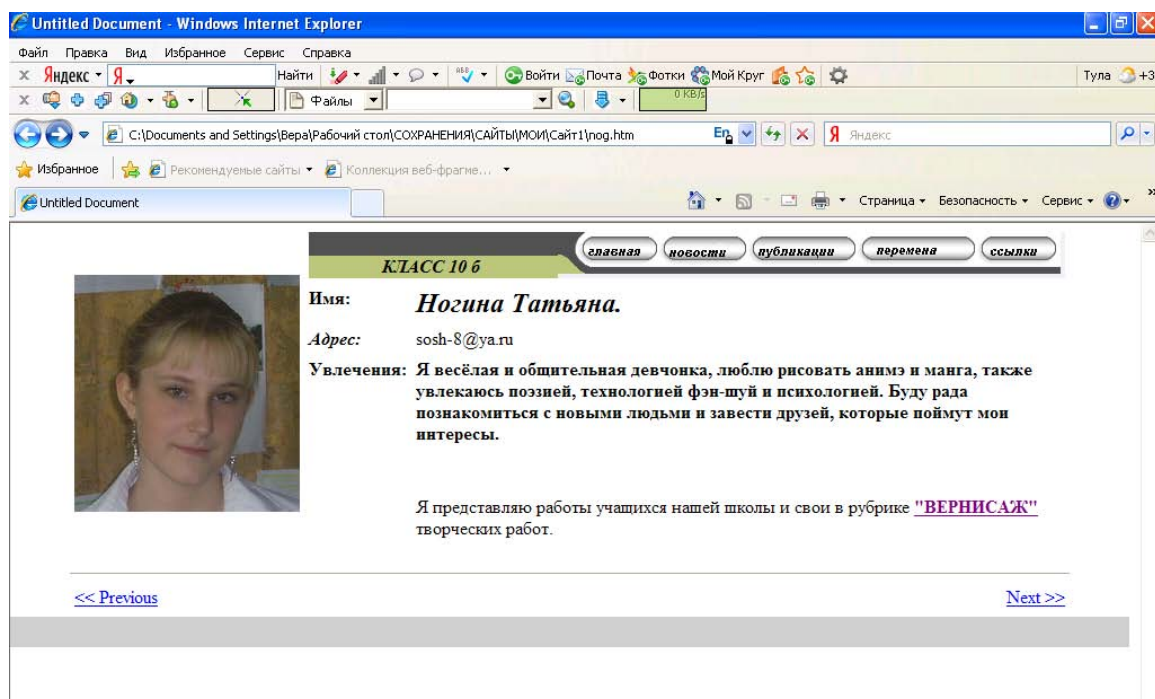 Untitled Document - Windows Internet Explorer
Файл Правка Вид Избранное Сервис Справка
Яндекс Я Найти Войти Почта Фотки Мой Круг Тула +3
Файлы 0 KB/s
C:\Documents and Settings\Вера\Рабочий стол\СОХРАНЕНИЯ\САЙТЫ\МОИ\Сайт1\nog.htm En Я Яндекс
Избранное Рекомендуемые сайты Коллекция веб-фрагме...
Untitled Document Страница Безопасность Сервис »
главная новости публикации перемена ссылки
КЛАСС 10 б
Имя: Ногина Татьяна.
Адрес: sosh-8@ya.ru
Увлечения: Я весёлая и общительная девчонка, люблю рисовать анимэ и манга, также
увлекаюсь поэзией, технологией фэн-шуй и психологией. Буду рада
познакомиться с новыми людьми и завести друзей, которые поймут мои
интересы.
Я представляю работы учащихся нашей школы и свои в рубрике "ВЕРНИСАЖ"
творческих работ.
<< Previous Next >>